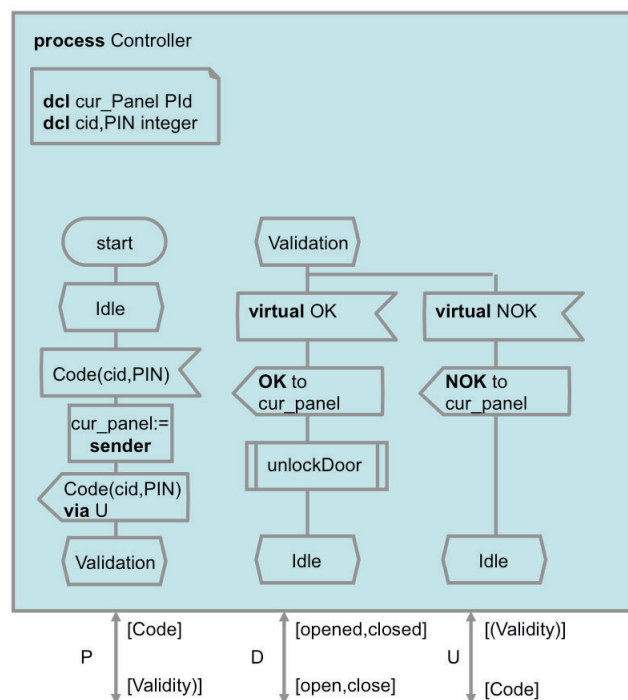 process Controller
dcl cur_Panel PId
dcl cid,PIN integer
start
Idle
Code(cid,PIN)
cur_panel:=
sender
Code(cid,PIN)
via U
Validation
Validation
virtual OK
OK to
cur_panel
unlockDoor
Idle
virtual NOK
NOK to
cur_panel
Idle
P
[Code]
[Validity)]
D
[opened,closed]
[open,close]
U
[(Validity)]
[Code]